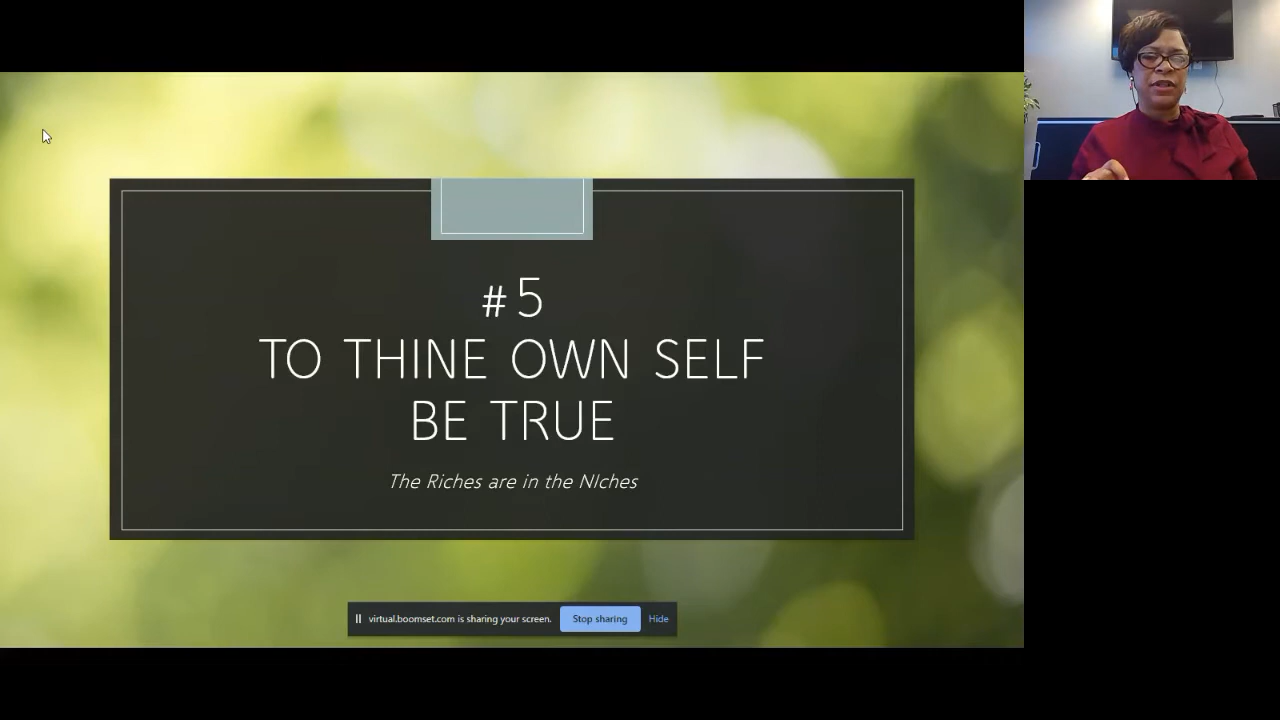 #5
TO THINE OWN SELF
BE TRUE
The Riches are in the NIches
virtual.boomset.com is sharing your screen. Stop sharing Hide